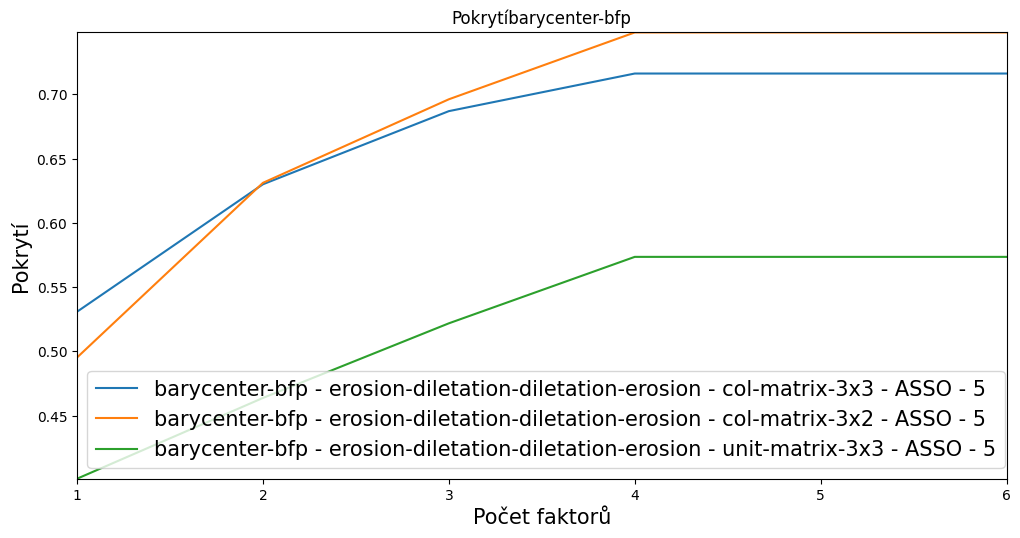 Pokrytíbarycenter-bfp
Pokrytí
0.70
0.65
0.60
0.55
0.50
0.45
barycenter-bfp - erosion-diletation-diletation-erosion - col-matrix-3x3 - ASSO - 5
barycenter-bfp - erosion-diletation-diletation-erosion - col-matrix-3x2 - ASSO - 5
barycenter-bfp - erosion-diletation-diletation-erosion - unit-matrix-3x3 - ASSO - 5
1 2 3 4 5 6
Počet faktorů